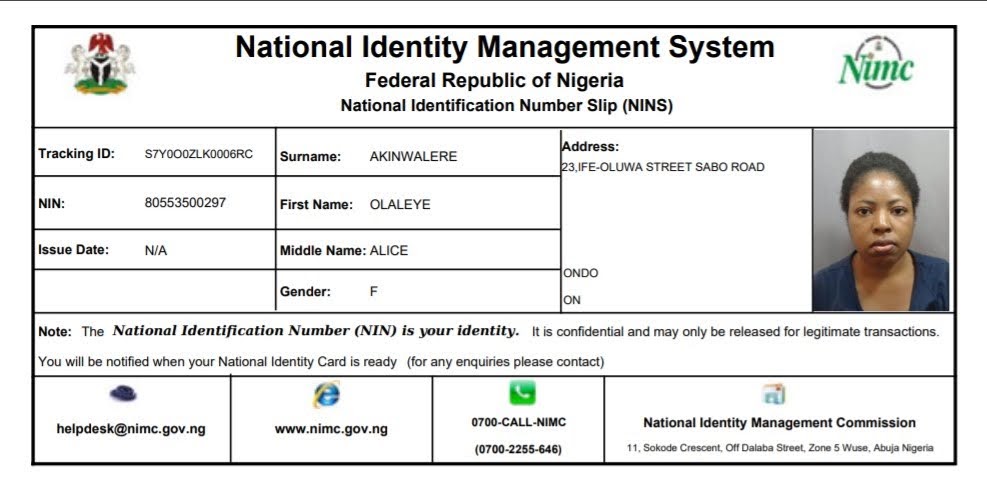 National Identity Management System
Federal Republic of Nigeria
National Identification Number Slip (NINS)
Nimc
Tracking ID: S7Y0O0ZLK0006RC
Surname: AKINWALERE
Address:
23,IFE-OLUWA STREET SABO ROAD
NIN: 80553500297
First Name: OLALEYE
Issue Date: N/A
Middle Name: ALICE
Gender: F
ONDO
ON
Note: The National Identification Number (NIN) is your identity. It is confidential and may only be released for legitimate transactions.
You will be notified when your National Identity Card is ready (for any enquiries please contact)
helpdesk@nimc.gov.ng
www.nimc.gov.ng
0700-CALL-NIMC
(0700-2255-646)
National Identity Management Commission
11, Sokode Crescent, Off Dalaba Street, Zone 5 Wuse, Abuja Nigeria